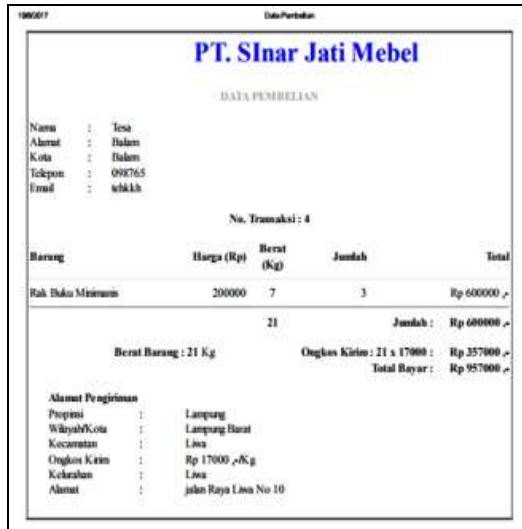 19/6/2017 Data Pembelian
PT. SInar Jati Mebel
DATA PEMBELIAN
Nama : Tesa
Alamat : Balam
Kota : Balam
Telepon : 098765
Email : tehkkh
No. Transaksi : 4
Barang Harga (Rp) Berat (Kg) Jumlah Total
Rak Buku Minimanis 200000 7 3 Rp 600000 ,-
21 Jumlah : Rp 600000 ,-
Berat Barang : 21 Kg Ongkos Kirim : 21 x 17000 : Rp 357000 ,-
Total Bayar : Rp 957000 ,-
Alamat Pengiriman
Propinsi : Lampung
Wilayah/Kota : Lampung Barat
Kecamatan : Liwa
Ongkos Kirim : Rp 17000 ,-/Kg
Kelurahan : Liwa
Alamat : jalan Raya Liwa No 10